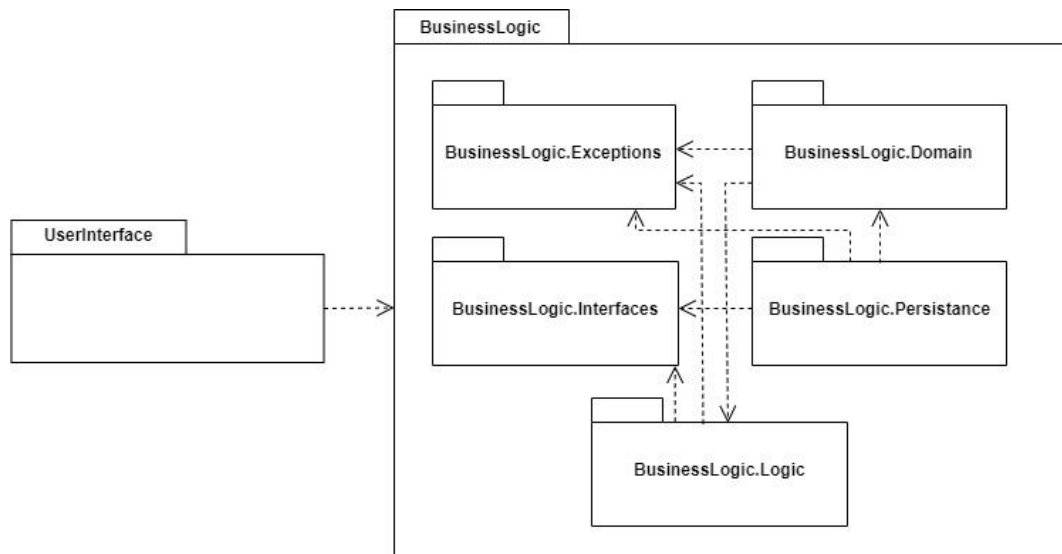 BusinessLogic
BusinessLogic.Exceptions
BusinessLogic.Domain
UserInterface
BusinessLogic.Interfaces
BusinessLogic.Persistance
BusinessLogic.Logic